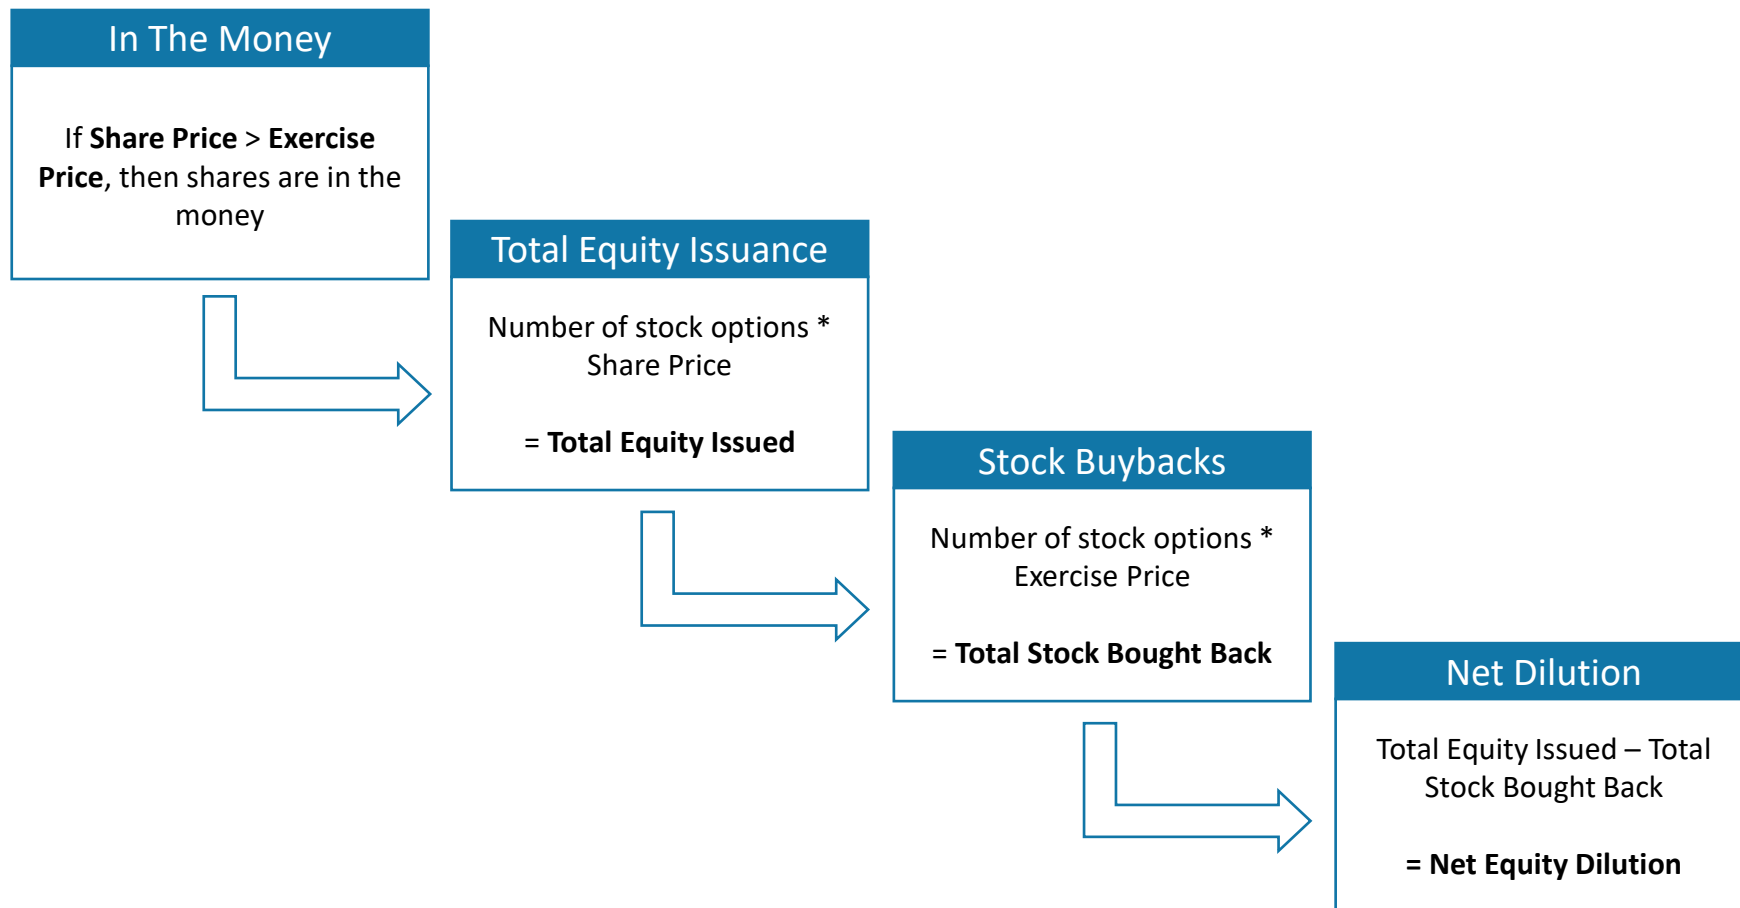 In The Money
If Share Price > Exercise
Price, then shares are in the
money
Total Equity Issuance
Number of stock options *
Share Price
= Total Equity Issued
Stock Buybacks
Number of stock options *
Exercise Price
= Total Stock Bought Back
Net Dilution
Total Equity Issued – Total
Stock Bought Back
= Net Equity Dilution